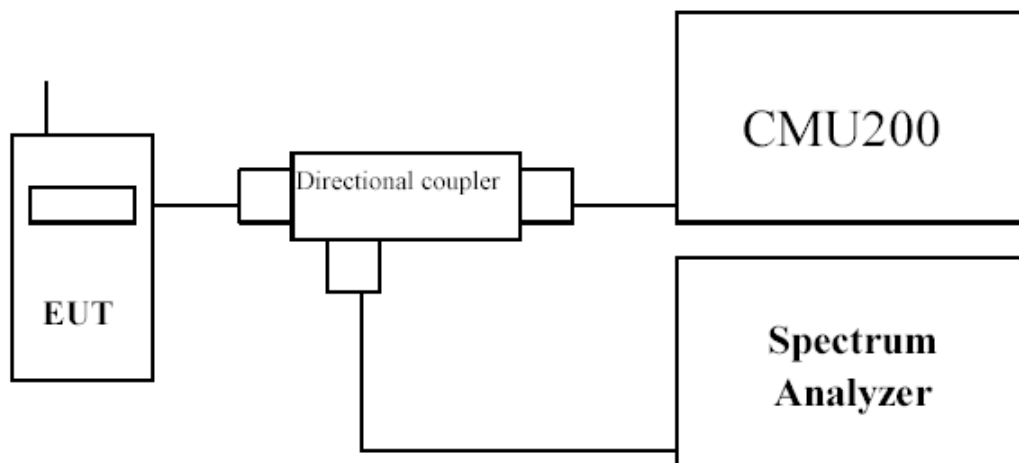 CMU200
Directional coupler
EUT
Spectrum
Analyzer